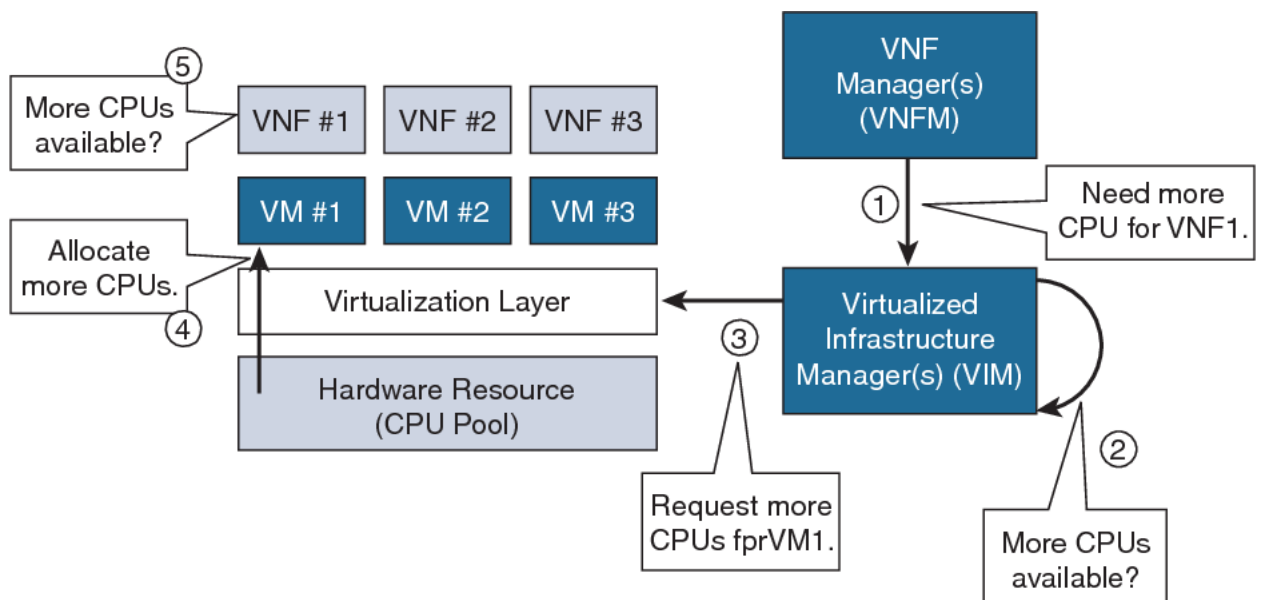 5
More CPUs
available?
VNF #1
VNF #2
VNF #3
VNF
Manager(s)
(VNFM)
VM #1
VM #2
VM #3
1
Need more
CPU for VNF1.
Allocate
more CPUs.
4
Virtualization Layer
Virtualized
Infrastructure
Manager(s) (VIM)
3
Hardware Resource
(CPU Pool)
2
Request more
CPUs fprVM1.
More CPUs
available?